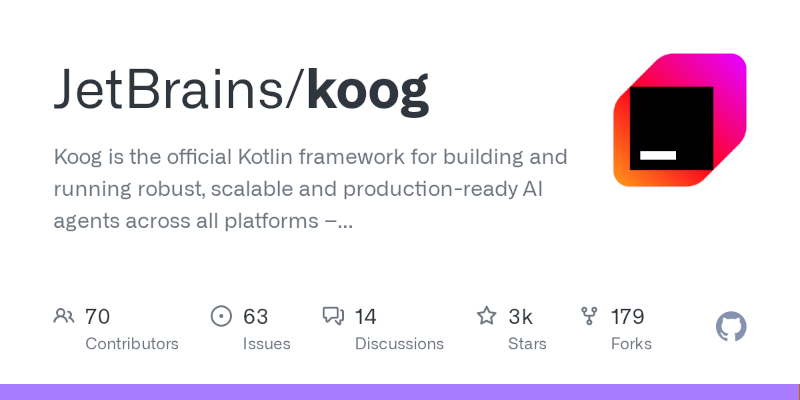 JetBrains/koog
Koog is the official Kotlin framework for building and
running robust, scalable and production-ready AI
agents across all platforms –...
70 63 14 3k 179
Contributors Issues Discussions Stars Forks